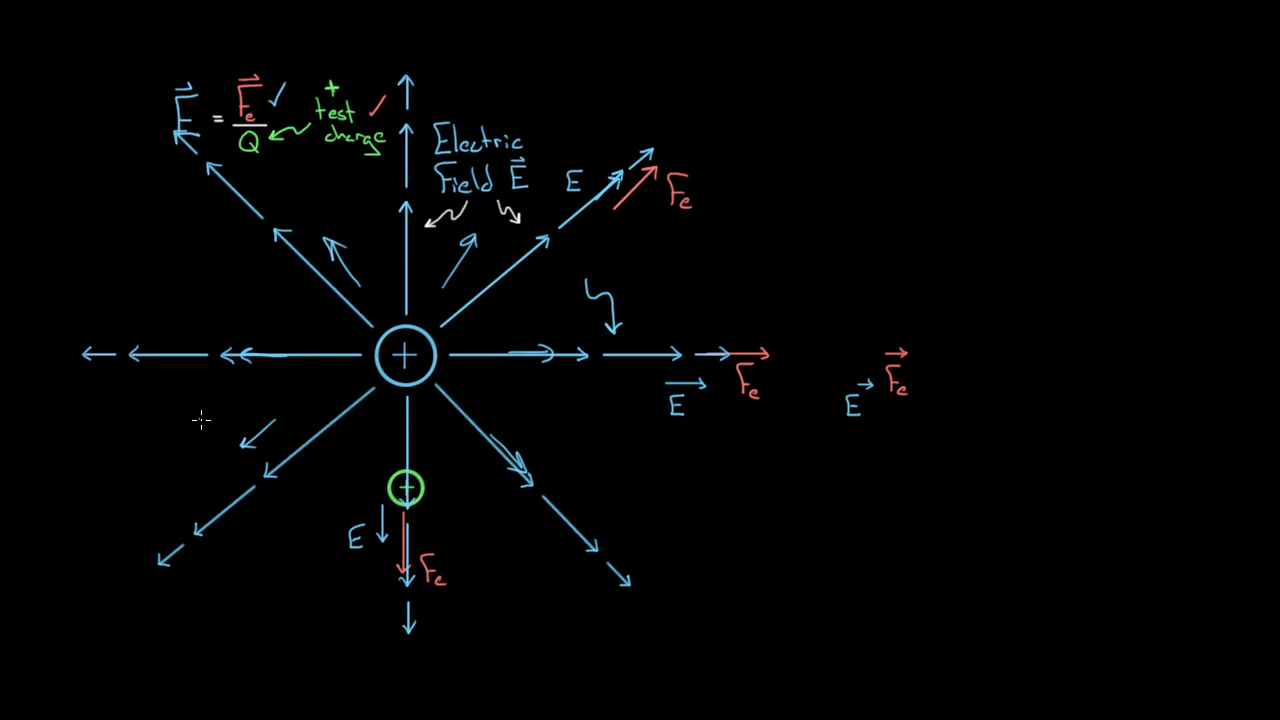 E = Fe / Q
+
test
charge
Electric
Field E
E
Fe
+
E
Fe
E
Fe
+
E
Fe